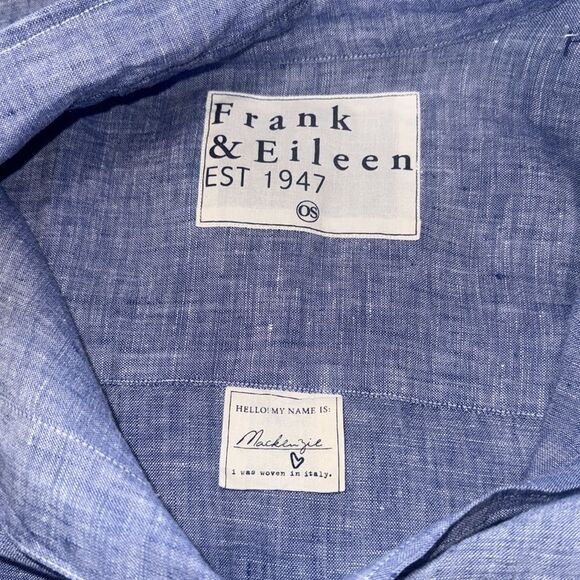 Frank
& Eileen
EST 1947
OS
HELLO! MY NAME IS:
Mackenzie
i was woven in italy.